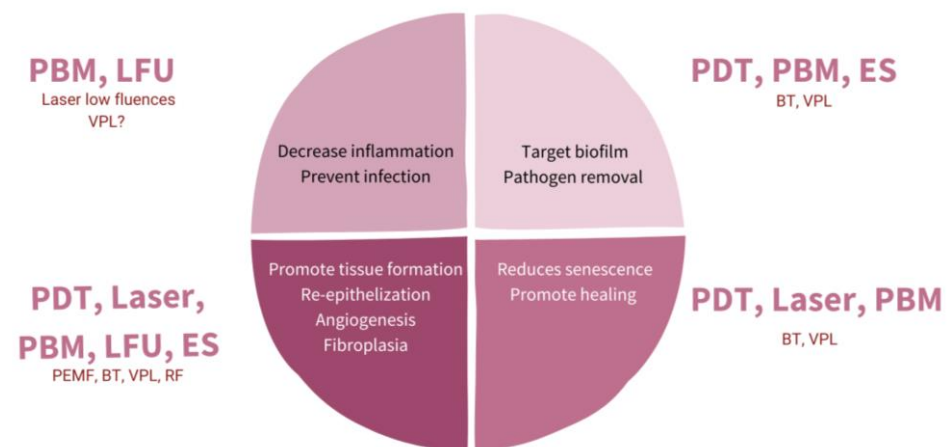 PBM, LFU
Laser low fluences
VPL?
Decrease inflammation
Prevent infection
Target biofilm
Pathogen removal
PDT, PBM, ES
BT, VPL
PDT, Laser,
PBM, LFU, ES
PEMF, BT, VPL, RF
Promote tissue formation
Re-epithelization
Angiogenesis
Fibroplasia
Reduces senescence
Promote healing
PDT, Laser, PBM
BT, VPL